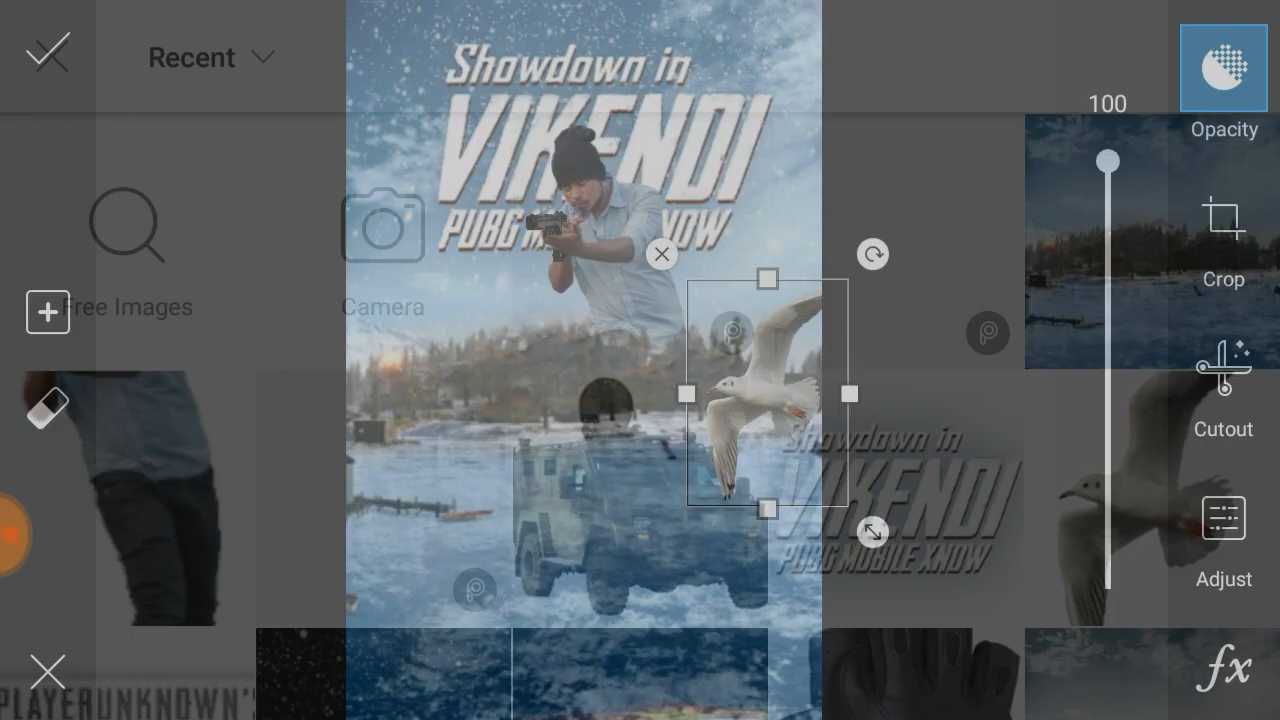 Recent
Showdown in
VIKENDI
PUBG M NOW
100
Opacity
Free Images
Camera
Crop
Showdown in
VIKENDI
PUBG MOBILE XNOW
Cutout
Adjust
fx
PLAYERUNKNOWN'